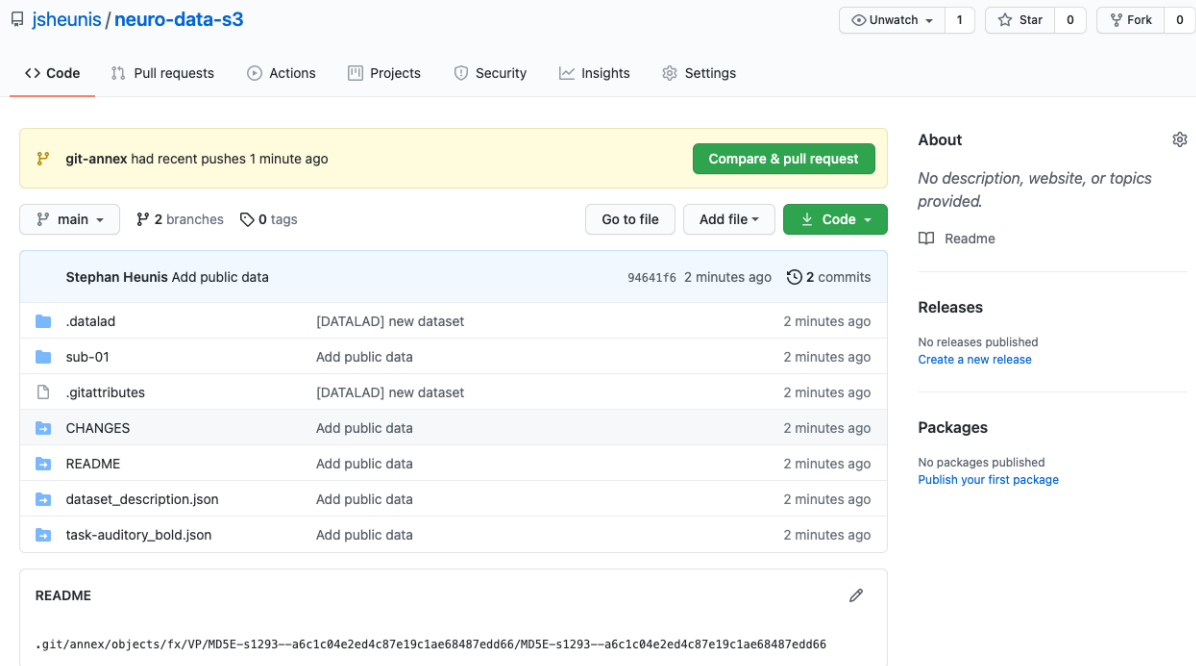 jsheunis / neuro-data-s3
Unwatch 1 Star 0 Fork 0
Code Pull requests Actions Projects Security Insights Settings
git-annex had recent pushes 1 minute ago Compare & pull request
main 2 branches 0 tags Go to file Add file Code
Stephan Heunis Add public data 94641f6 2 minutes ago 2 commits
.datalad [DATALAD] new dataset 2 minutes ago
sub-01 Add public data 2 minutes ago
.gitattributes [DATALAD] new dataset 2 minutes ago
CHANGES Add public data 2 minutes ago
README Add public data 2 minutes ago
dataset_description.json Add public data 2 minutes ago
task-auditory_bold.json Add public data 2 minutes ago
README
.git/annex/objects/fx/VP/MD5E-s1293--a6c1c04e2ed4c87e19c1ae68487edd66/MD5E-s1293--a6c1c04e2ed4c87e19c1ae68487edd66
About
No description, website, or topics
provided.
Readme
Releases
No releases published
Create a new release
Packages
No packages published
Publish your first package